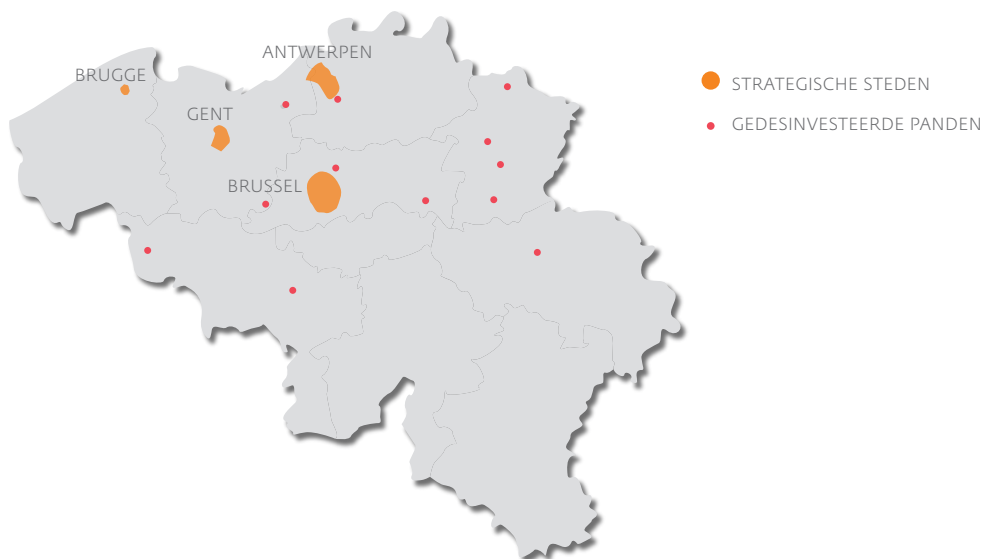 ANTWERPEN
BRUGGE
GENT
BRUSSEL
STRATEGISCHE STEDEN
GEDESINVESTEERDE PANDEN